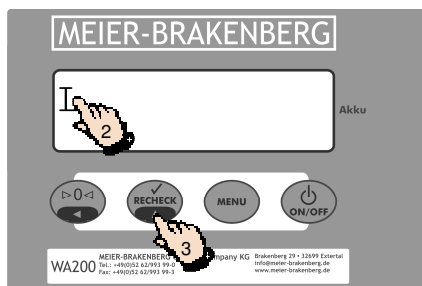 MEIER-BRAKENBERG
2
Akku
▷0◁
RECHECK
MENU
ON/OFF
3
WA200
MEIER-BRAKENBERG mpany KG
Tel.: +49(0)52 62/993 99-0
Fax: +49(0)52 62/993 99-3
Brakenberg 29 • 32699 Extertal
info@meier-brakenberg.de
www.meier-brakenberg.de